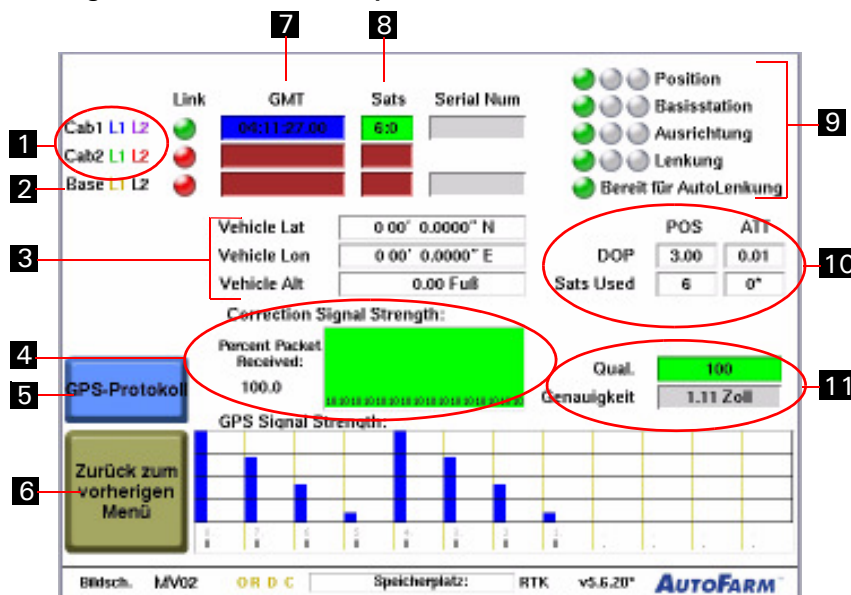 7 8
Link GMT Sats Serial Num
Position
Basisstation
Ausrichtung
Lenkung
Bereit für AutoLenkung
9
1
Cab1 L1 L2 6:0
Cab2 L1 L2
2 Base L1 L2
3
Vehicle Lat 0 00' 0.0000" N
Vehicle Lon 0 00' 0.0000" E
Vehicle Alt 0.00 Fuß
POS ATT
DOP 3.00 0.01
Sats Used 6 0*
10
Correction Signal Strength:
4
Percent Packet
Received:
100.0
Qual. 100
Genauigkeit 1.11 Zoll
11
5 GPS-Protokoll
GPS Signal Strength:
6
Zurück zum
vorherigen
Menü
Bildsch. MV02 O R D C Speicherplatz: RTK v5.6.20* AUTOFARM